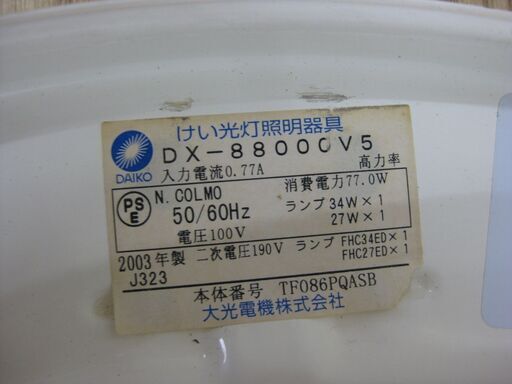 けい光灯照明器具
DX-88000V5
DAIKO
入力電流0.77A
高力率
PS
E
N. COLMO
消費電力77.0W
50/60Hz
ランプ 34W×1
27W×1
電圧100V
2003年製 二次電圧190V ランプ FHC34ED×1
FHC27ED×1
J323
本体番号 TF086PQASB
大光電機株式会社